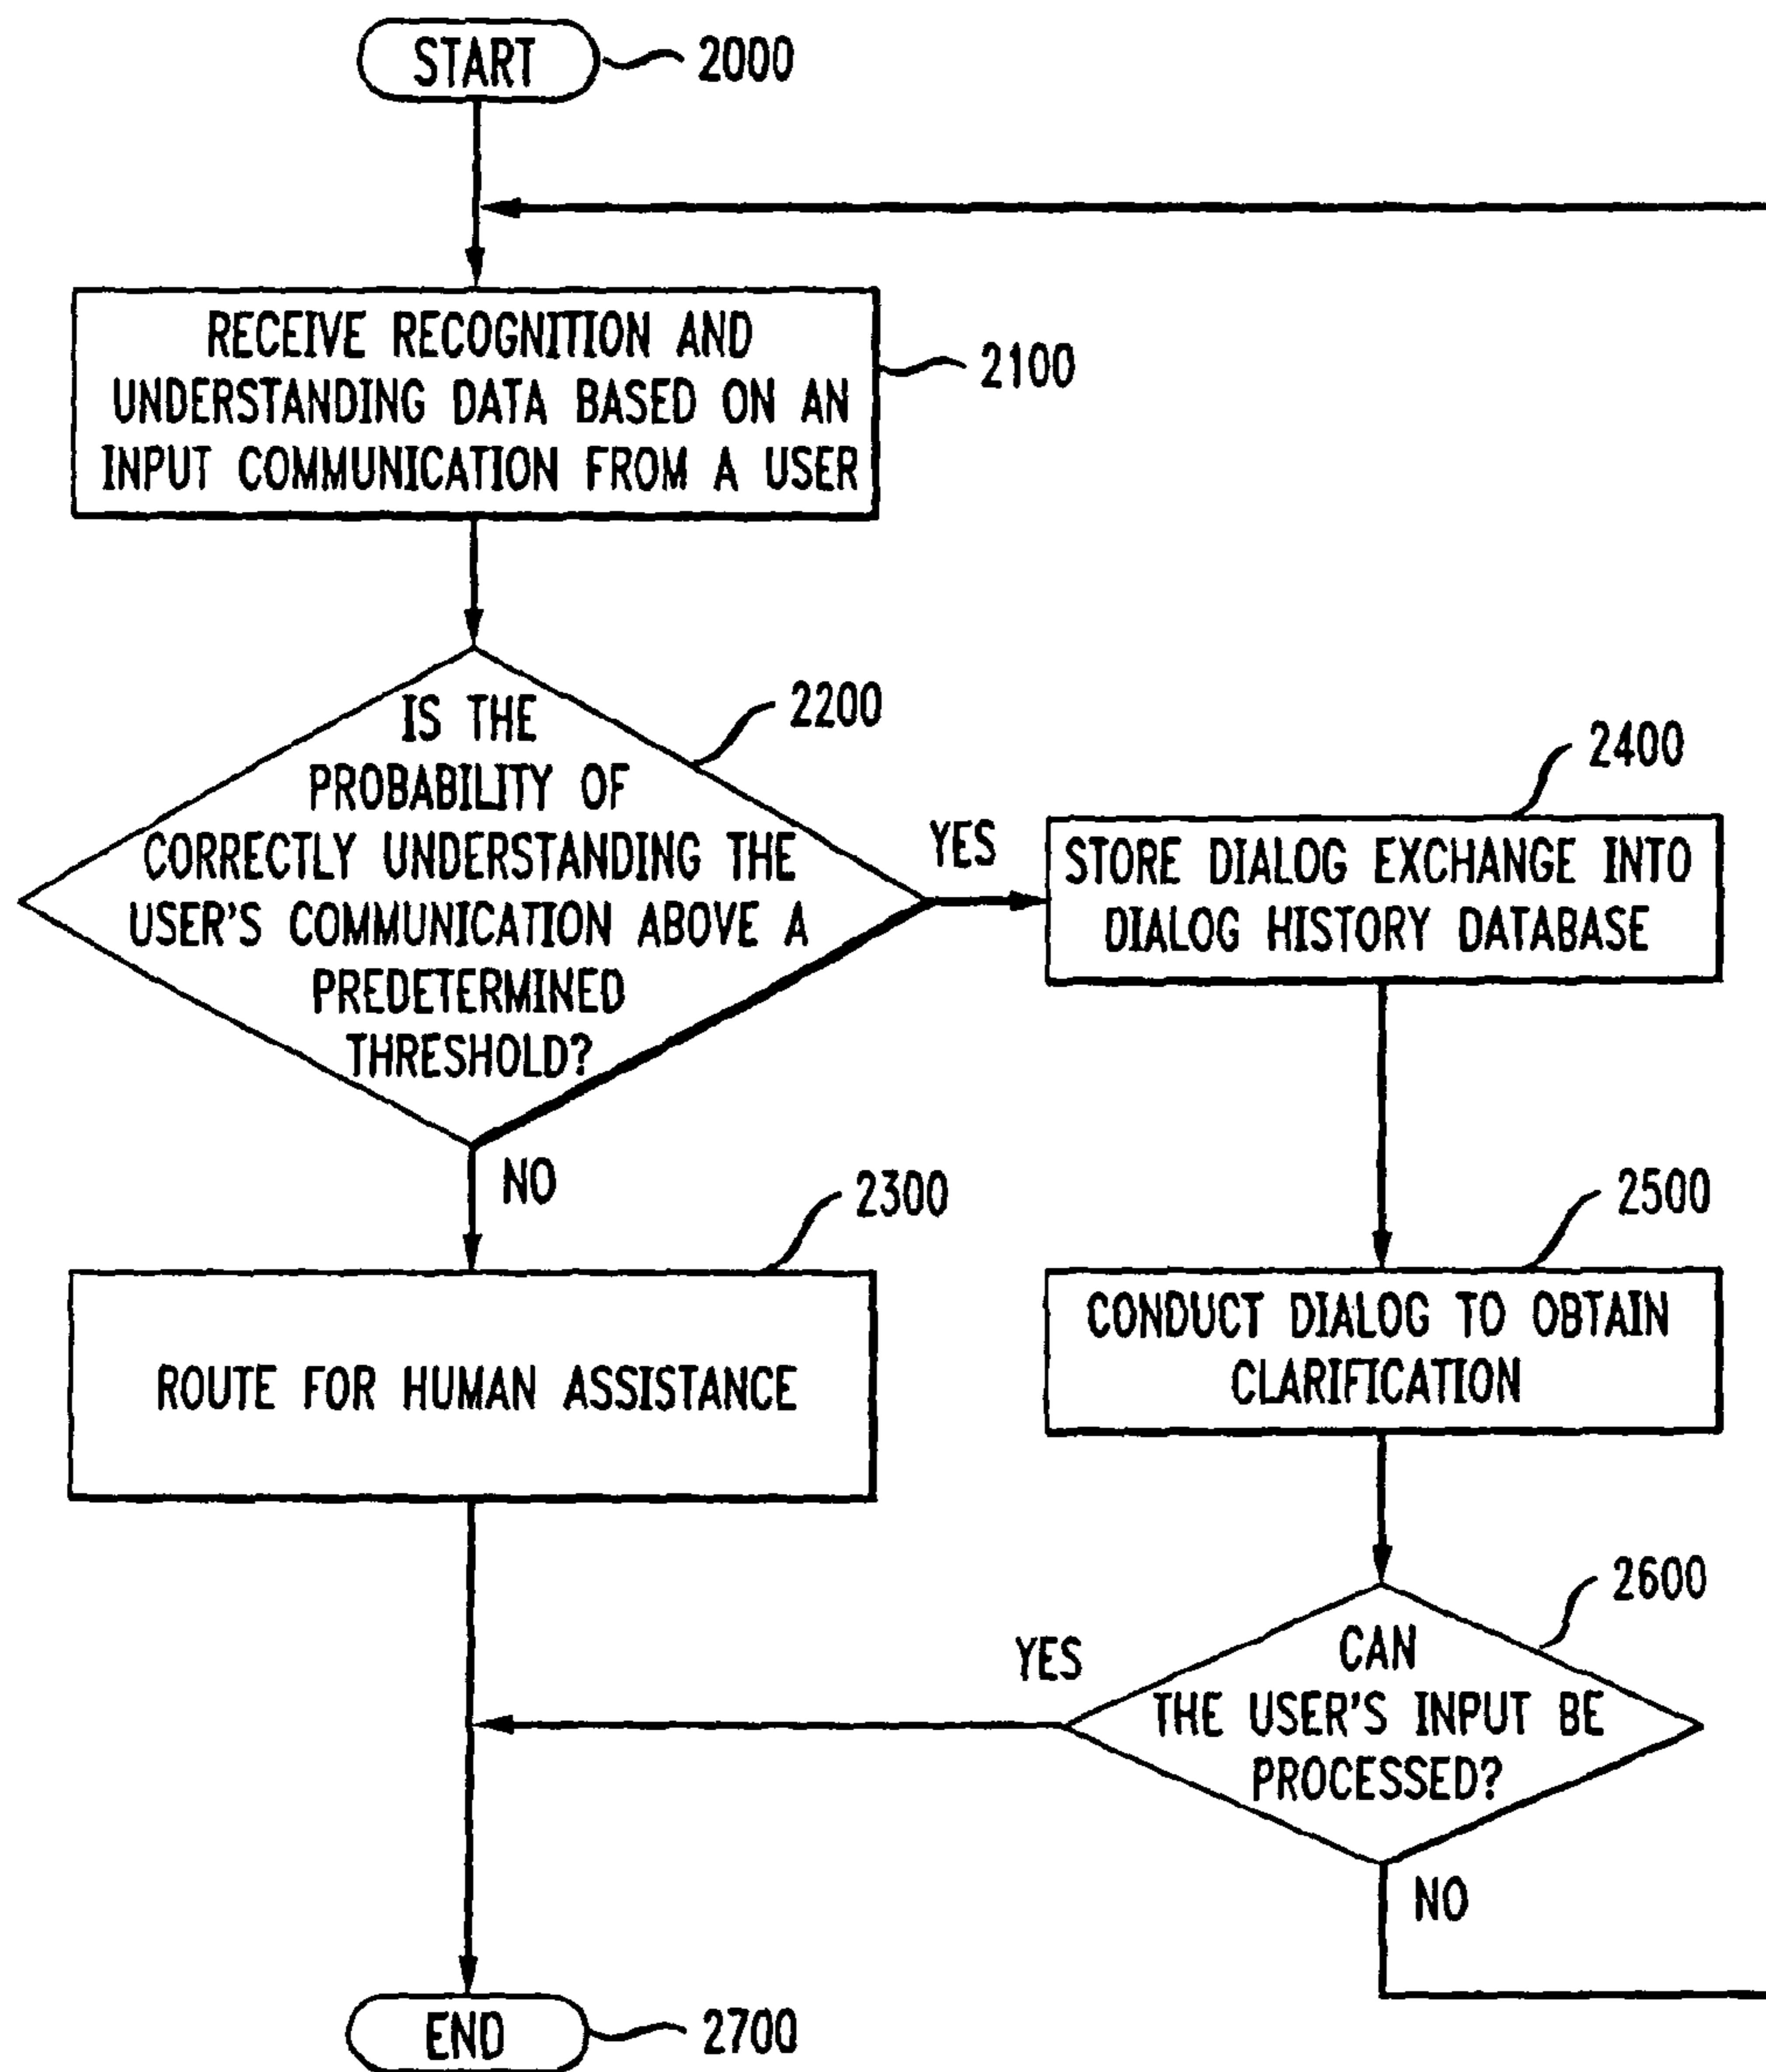 START
2000
RECEIVE RECOGNITION AND
UNDERSTANDING DATA BASED ON AN
INPUT COMMUNICATION FROM A USER
2100
IS THE
PROBABILITY OF
CORRECTLY UNDERSTANDING THE
USER'S COMMUNICATION ABOVE A
PREDETERMINED
THRESHOLD?
2200
YES
NO
2400
STORE DIALOG EXCHANGE INTO
DIALOG HISTORY DATABASE
2300
ROUTE FOR HUMAN ASSISTANCE
2500
CONDUCT DIALOG TO OBTAIN
CLARIFICATION
2600
CAN
THE USER'S INPUT BE
PROCESSED?
YES
NO
END
2700